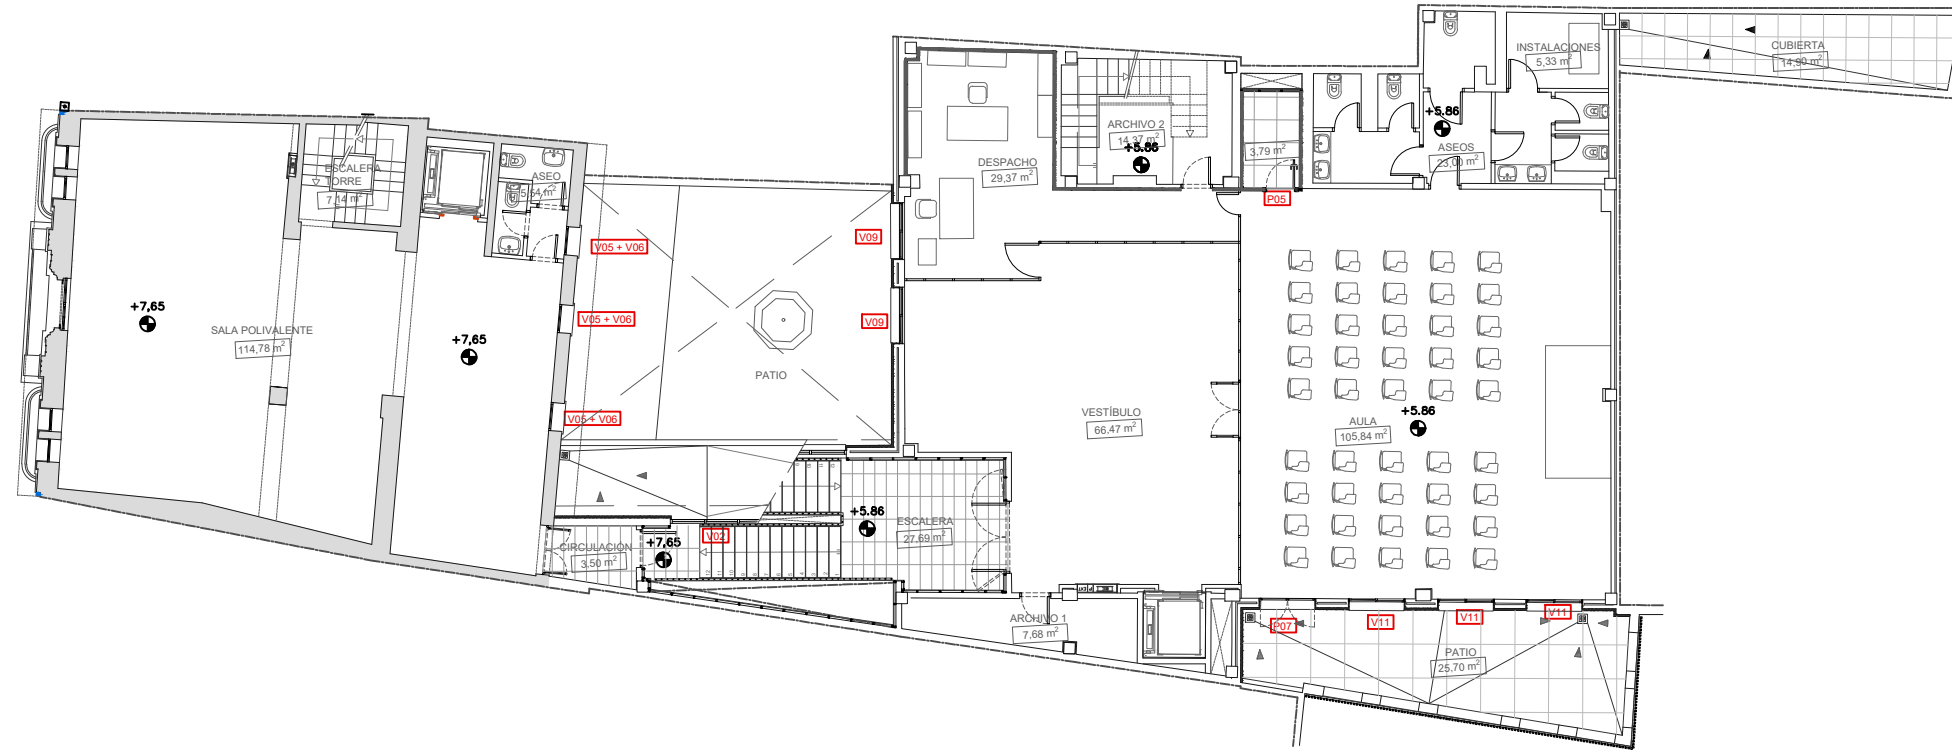 INSTALACIONES
5,33 m²
CUBIERTA
14,90 m²
ARCHIVO 2
14,37 m²
+5.86
DESPACHO
29,37 m²
3,79 m²
P05
+5.86
ASEOS
23,00 m²
ESCALERA
TORRE
7,14 m²
ASEO
5,54 m²
V05 + V06
V05 + V06
V05 + V06
V09
V09
+7,65
SALA POLIVALENTE
114,78 m²
+7,65
PATIO
VESTÍBULO
66,47 m²
+5.86
AULA
105,84 m²
+5.86
ESCALERA
27,69 m²
V02
+7,65
CIRCULACIÓN
3,50 m²
ARCHIVO 1
7,68 m²
P07
V11
V11
V11
PATIO
25,70 m²